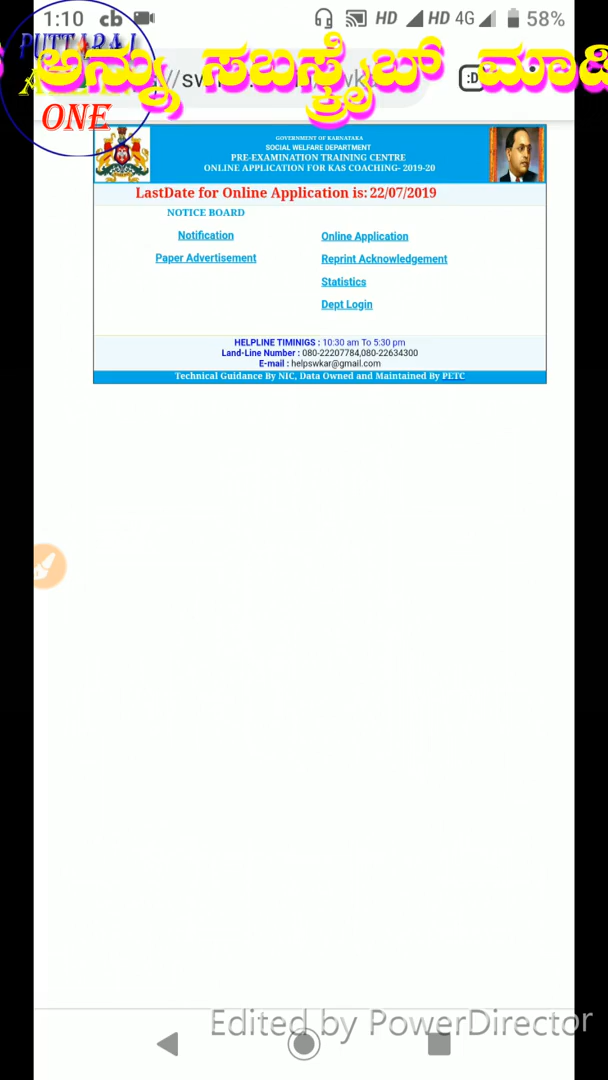 1:10 cb HD HD 4G 58%
PUTTARAJ
ONE
ಅನ್ನು ಸಬಸ್ಕ್ರೈಬ್ ಮಾಡಿ
:D
GOVERNMENT OF KARNATAKA
SOCIAL WELFARE DEPARTMENT
PRE-EXAMINATION TRAINING CENTRE
ONLINE APPLICATION FOR KAS COACHING- 2019-20
LastDate for Online Application is: 22/07/2019
NOTICE BOARD
Notification
Paper Advertisement
Online Application
Reprint Acknowledgement
Statistics
Dept Login
HELPLINE TIMINIGS : 10:30 am To 5:30 pm
Land-Line Number : 080-22207784,080-22634300
E-mail : helpswkar@gmail.com
Technical Guidance By NIC, Data Owned and Maintained By PETC
Edited by PowerDirector